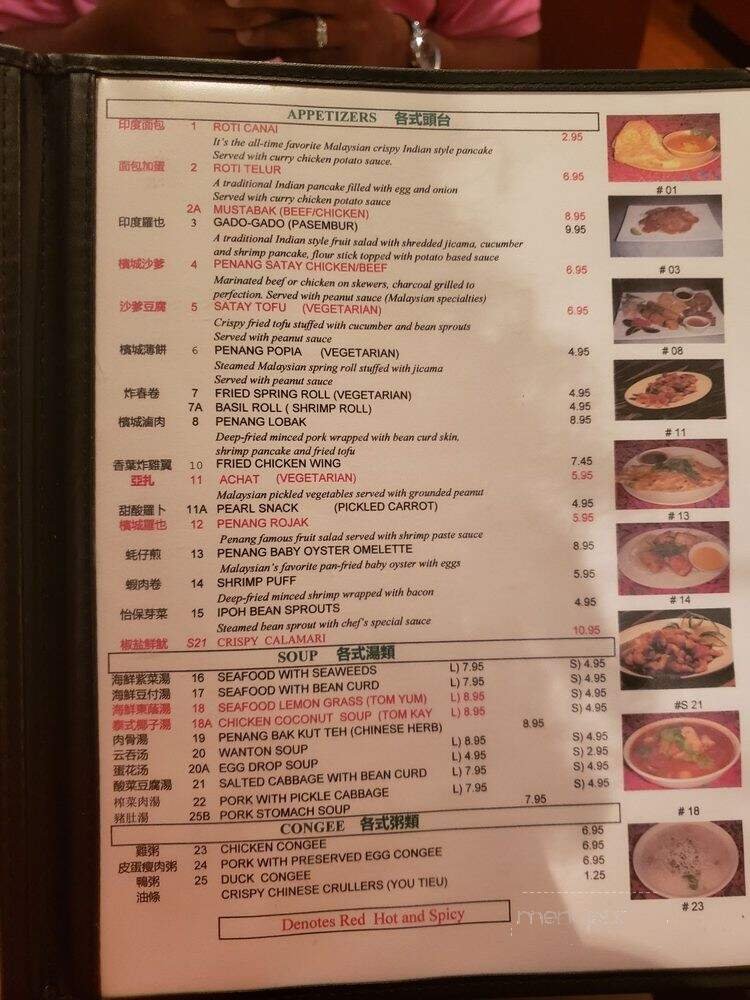 APPETIZERS 各式頭台
印度面包 1 ROTI CANAI 2.95
It's the all-time favorite Malaysian crispy Indian style pancake
Served with curry chicken potato sauce.
面包加蛋 2 ROTI TELUR 6.95
A traditional Indian pancake filled with egg and onion
Served with curry chicken potato sauce
2A MUSTABAK (BEEF/CHICKEN) 8.95
印度羅也 3 GADO-GADO (PASEMBUR) 9.95
A traditional Indian style fruit salad with shredded jicama, cucumber
and shrimp pancake, flour stick topped with potato based sauce
檳城沙爹 4 PENANG SATAY CHICKEN/BEEF 6.95
Marinated beef or chicken on skewers, charcoal grilled to
perfection. Served with peanut sauce (Malaysian specialties)
沙爹豆腐 5 SATAY TOFU (VEGETARIAN) 6.95
Crispy fried tofu stuffed with cucumber and bean sprouts
Served with peanut sauce
檳城薄餅 6 PENANG POPIA (VEGETARIAN) 4.95
Steamed Malaysian spring roll stuffed with jicama
Served with peanut sauce
炸春卷 7 FRIED SPRING ROLL (VEGETARIAN) 4.95
7A BASIL ROLL ( SHRIMP ROLL) 4.95
檳城滷肉 8 PENANG LOBAK 8.95
Deep-fried minced pork wrapped with bean curd skin,
shrimp pancake and fried tofu
香葉炸雞翼 10 FRIED CHICKEN WING 7.45
亞扎 11 ACHAT (VEGETARIAN) 5.95
Malaysian pickled vegetables served with grounded peanut
甜酸蘿卜 11A PEARL SNACK (PICKLED CARROT) 4.95
檳城羅也 12 PENANG ROJAK 5.95
Penang famous fruit salad served with shrimp paste sauce
蚝仔煎 13 PENANG BABY OYSTER OMELETTE 8.95
Malaysian's favorite pan-fried baby oyster with eggs
蝦肉卷 14 SHRIMP PUFF 5.95
Deep-fried minced shrimp wrapped with bacon
怡保芽菜 15 IPOH BEAN SPROUTS 4.95
Steamed bean sprout with chef's special sauce
椒盐鮮魷 S21 CRISPY CALAMARI 10.95
SOUP 各式湯類
海鮮紫菜湯 16 SEAFOOD WITH SEAWEEDS L) 7.95 S) 4.95
海鮮豆付湯 17 SEAFOOD WITH BEAN CURD L) 7.95 S) 4.95
海鮮東蔭湯 18 SEAFOOD LEMON GRASS (TOM YUM) L) 8.95 S) 4.95
泰式椰子湯 18A CHICKEN COCONUT SOUP (TOM KAY L) 8.95 S) 4.95
肉骨湯 19 PENANG BAK KUT TEH (CHINESE HERB) 8.95
云吞汤 20 WANTON SOUP L) 8.95 S) 4.95
蛋花汤 20A EGG DROP SOUP L) 4.95 S) 2.95
酸菜豆腐湯 21 SALTED CABBAGE WITH BEAN CURD L) 7.95 S) 4.95
榨菜肉湯 22 PORK WITH PICKLE CABBAGE L) 7.95 S) 4.95
豬肚湯 25B PORK STOMACH SOUP 7.95
CONGEE 各式粥類
雞粥 23 CHICKEN CONGEE 6.95
皮蛋瘦肉粥 24 PORK WITH PRESERVED EGG CONGEE 6.95
鴨粥 25 DUCK CONGEE 6.95
油條 CRISPY CHINESE CRULLERS (YOU TIEU) 1.25
Denotes Red Hot and Spicy
# 01
# 03
# 08
# 11
# 13
# 14
#S 21
# 18
# 23